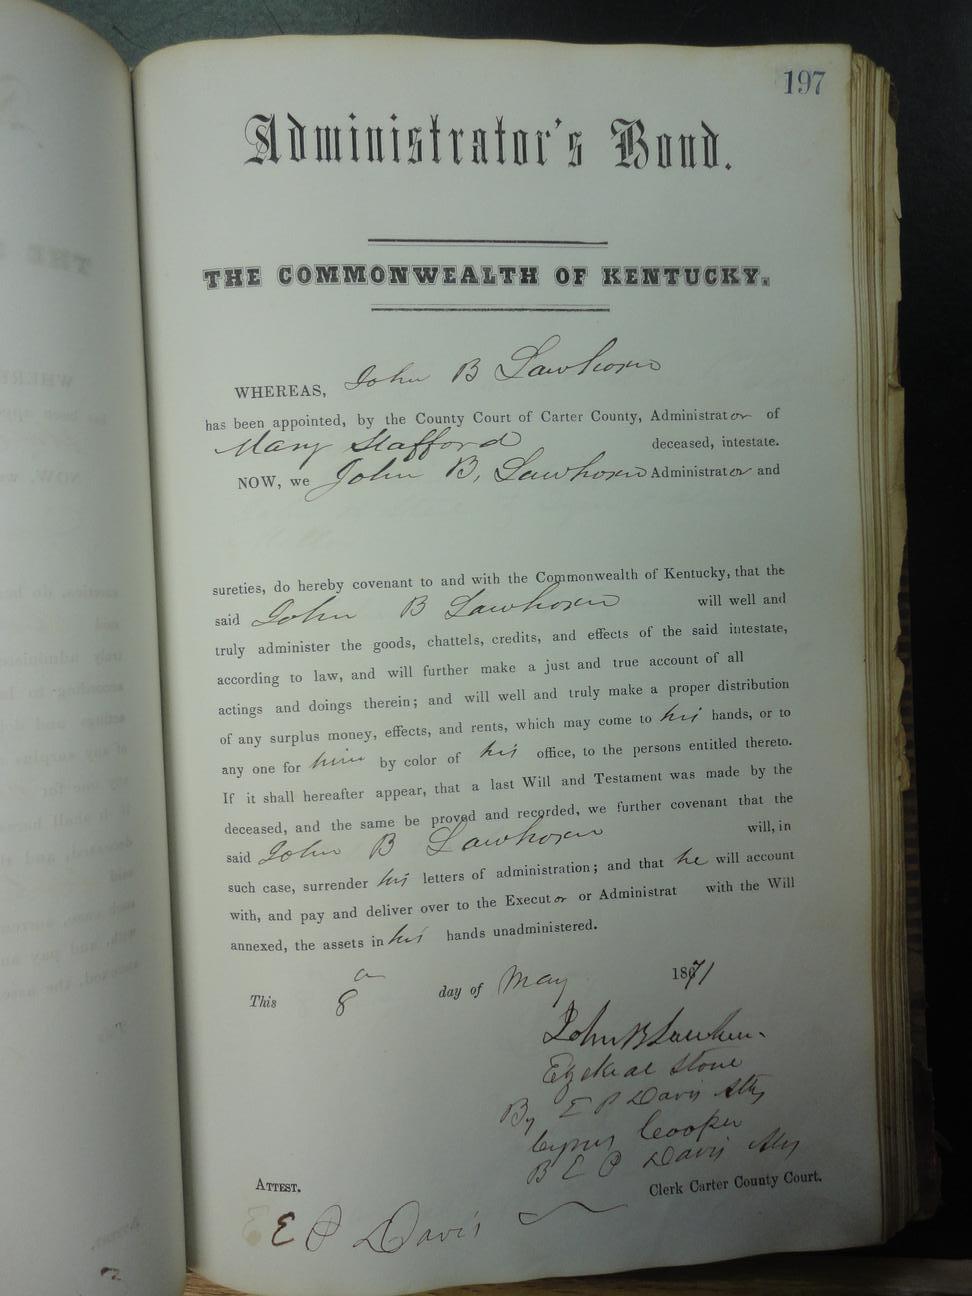 197
Administrator's Bond.
THE COMMONWEALTH OF KENTUCKY.
WHEREAS, John B Lawhorn
has been appointed, by the County Court of Carter County, Administrator of
Mary Stafford deceased, intestate.
NOW, we John B, Lawhorn Administrator and
sureties, do hereby covenant to and with the Commonwealth of Kentucky, that the
said John B Lawhorn will well and
truly administer the goods, chattels, credits, and effects of the said intestate,
according to law, and will further make a just and true account of all
actings and doings therein; and will well and truly make a proper distribution
of any surplus money, effects, and rents, which may come to his hands, or to
any one for him by color of his office, to the persons entitled thereto.
If it shall hereafter appear, that a last Will and Testament was made by the
deceased, and the same be proved and recorded, we further covenant that the
said John B Lawhorn will, in
such case, surrender his letters of administration; and that he will account
with, and pay and deliver over to the Executor or Administrat with the Will
annexed, the assets in his hands unadministered.
This 8 day of May 1871
John B Lawhorn
Ezekeal Stone
By E P Davis Atty
Cyrus Cooper
B E P Davis Atty
ATTEST. Clerk Carter County Court.
E P Davis